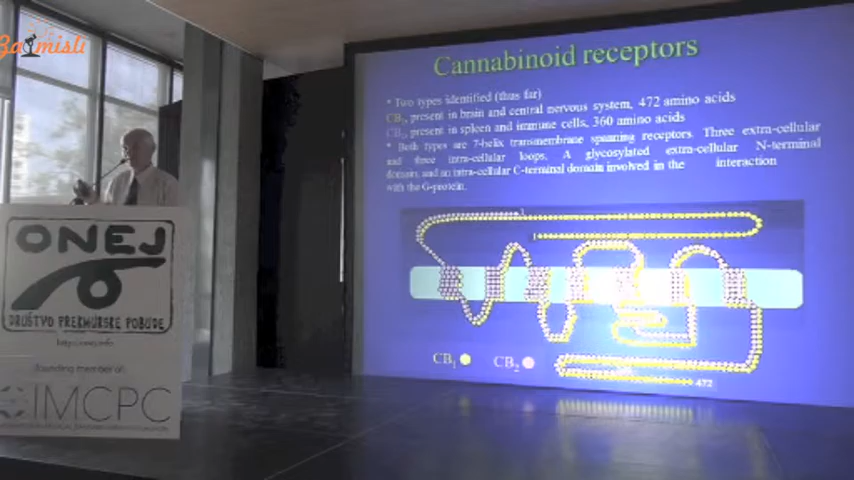 Zamisli
Cannabinoid receptors
* Two types identified (thus far)
CB1, present in brain and central nervous system, 472 amino acids
CB2, present in spleen and immune cells, 360 amino acids
* Both types are 7-helix transmembrane spanning receptors. Three extra-cellular
and three intra-cellular loops. A glycosylated extra-cellular N-terminal
domain, and an intra-cellular C-terminal domain involved in the interaction
with the G-protein.
1
CB1
CB2
472
ONEJ
DRUŠTVO PREKMURSKE POBUDE
founding member of:
IMCPC